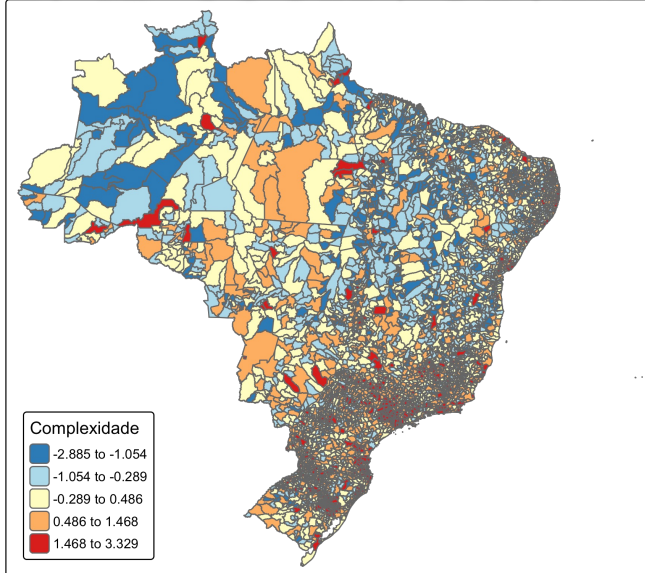 Complexidade
-2.885 to -1.054
-1.054 to -0.289
-0.289 to 0.486
0.486 to 1.468
1.468 to 3.329